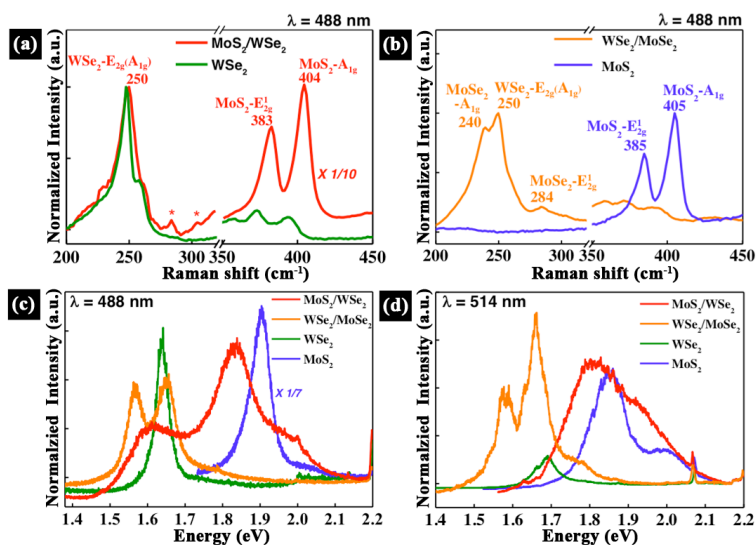 λ = 488 nm
(a)
MoS2/WSe2
WSe2
WSe2-E2g(A1g)
250
MoS2-A1g
404
MoS2-E12g
383
X 1/10
*
*
Normalized Intensity (a.u.)
200 250 300 350 400 450
Raman shift (cm-1)
λ = 488 nm
(b)
WSe2/MoSe2
MoS2
MoSe2
-A1g
240
WSe2-E2g(A1g)
250
MoS2-A1g
405
MoS2-E12g
385
MoSe2-E12g
284
Normalized Intensity (a.u.)
200 250 300 350 400 450
Raman shift (cm-1)
(c)
λ = 488 nm
MoS2/WSe2
WSe2/MoSe2
WSe2
MoS2
X 1/7
Normalized Intensity (a.u.)
1.4 1.5 1.6 1.7 1.8 1.9 2.0 2.1 2.2
Energy (eV)
(d)
λ = 514 nm
MoS2/WSe2
WSe2/MoSe2
WSe2
MoS2
Normalzied Intensity (a.u.)
1.4 1.5 1.6 1.7 1.8 1.9 2.0 2.1 2.2
Energy (eV)